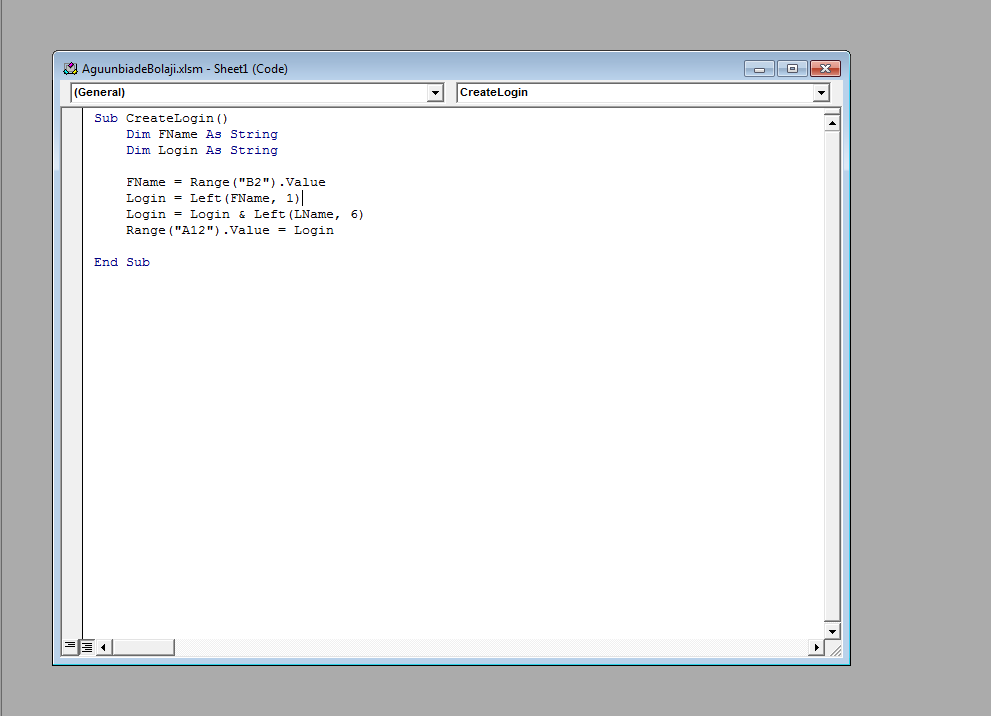 AguunbiadeBolaji.xlsm - Sheet1 (Code)
(General) CreateLogin
Sub CreateLogin()
    Dim FName As String
    Dim Login As String

    FName = Range("B2").Value
    Login = Left(FName, 1)
    Login = Login & Left(LName, 6)
    Range("A12").Value = Login

End Sub